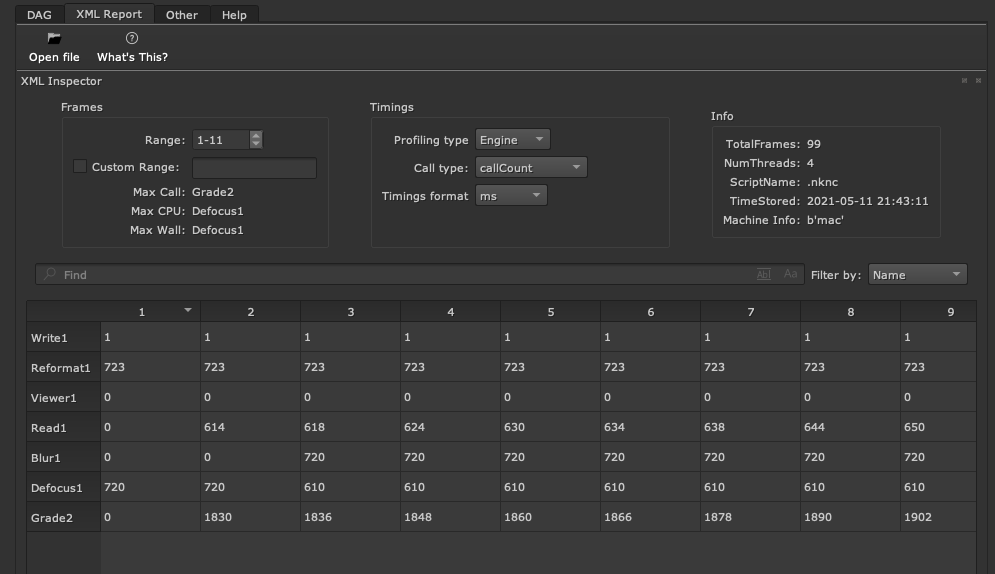 DAG XML Report Other Help
Open file What's This?
XML Inspector
Frames
Range: 1-11
Custom Range:
Max Call: Grade2
Max CPU: Defocus1
Max Wall: Defocus1
Timings
Profiling type Engine
Call type: callCount
Timings format ms
Info
TotalFrames: 99
NumThreads: 4
ScriptName: .nknc
TimeStored: 2021-05-11 21:43:11
Machine Info: b'mac'
Find Ab| Aa Filter by: Name
1 2 3 4 5 6 7 8 9
Write1 1 1 1 1 1 1 1 1 1
Reformat1 723 723 723 723 723 723 723 723 723
Viewer1 0 0 0 0 0 0 0 0 0
Read1 0 614 618 624 630 634 638 644 650
Blur1 0 0 720 720 720 720 720 720 720
Defocus1 720 720 610 610 610 610 610 610 610
Grade2 0 1830 1836 1848 1860 1866 1878 1890 1902